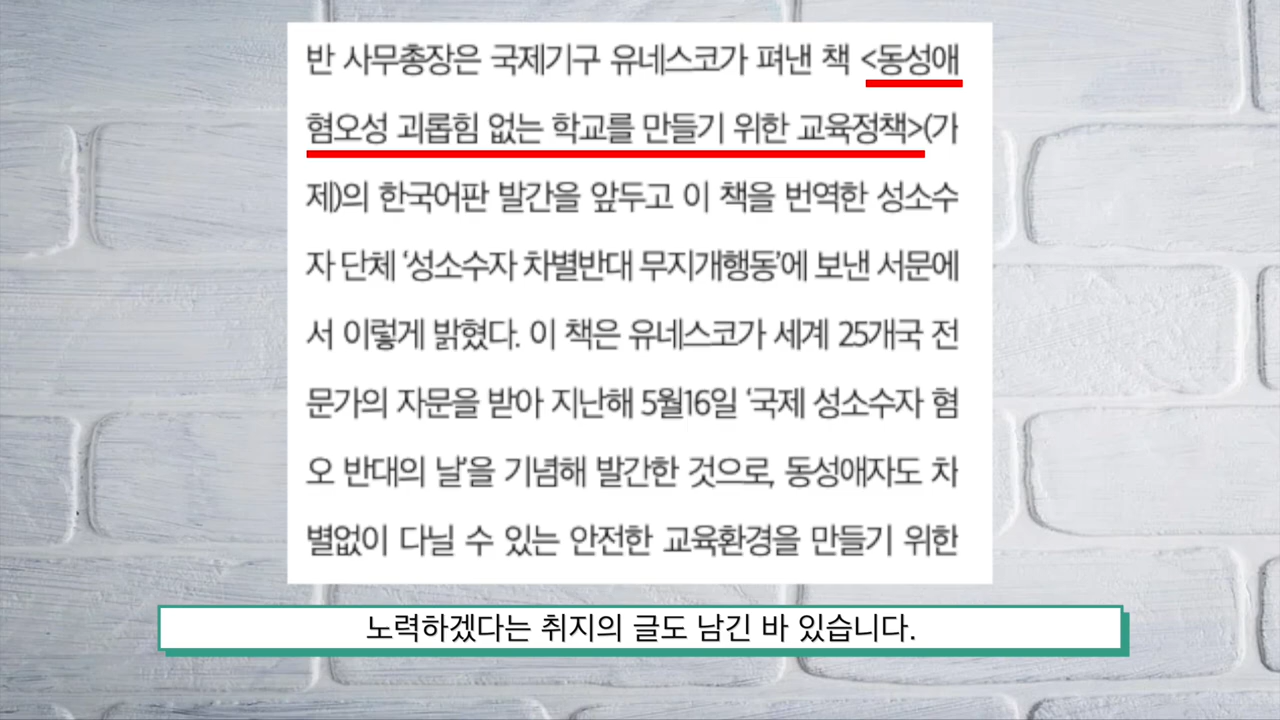 반 사무총장은 국제기구 유네스코가 펴낸 책 <동성애
혐오성 괴롭힘 없는 학교를 만들기 위한 교육정책>(가
제)의 한국어판 발간을 앞두고 이 책을 번역한 성소수
자 단체 ‘성소수자 차별반대 무지개행동’에 보낸 서문에
서 이렇게 밝혔다. 이 책은 유네스코가 세계 25개국 전
문가의 자문을 받아 지난해 5월16일 ‘국제 성소수자 혐
오 반대의 날’을 기념해 발간한 것으로, 동성애자도 차
별없이 다닐 수 있는 안전한 교육환경을 만들기 위한
노력하겠다는 취지의 글도 남긴 바 있습니다.